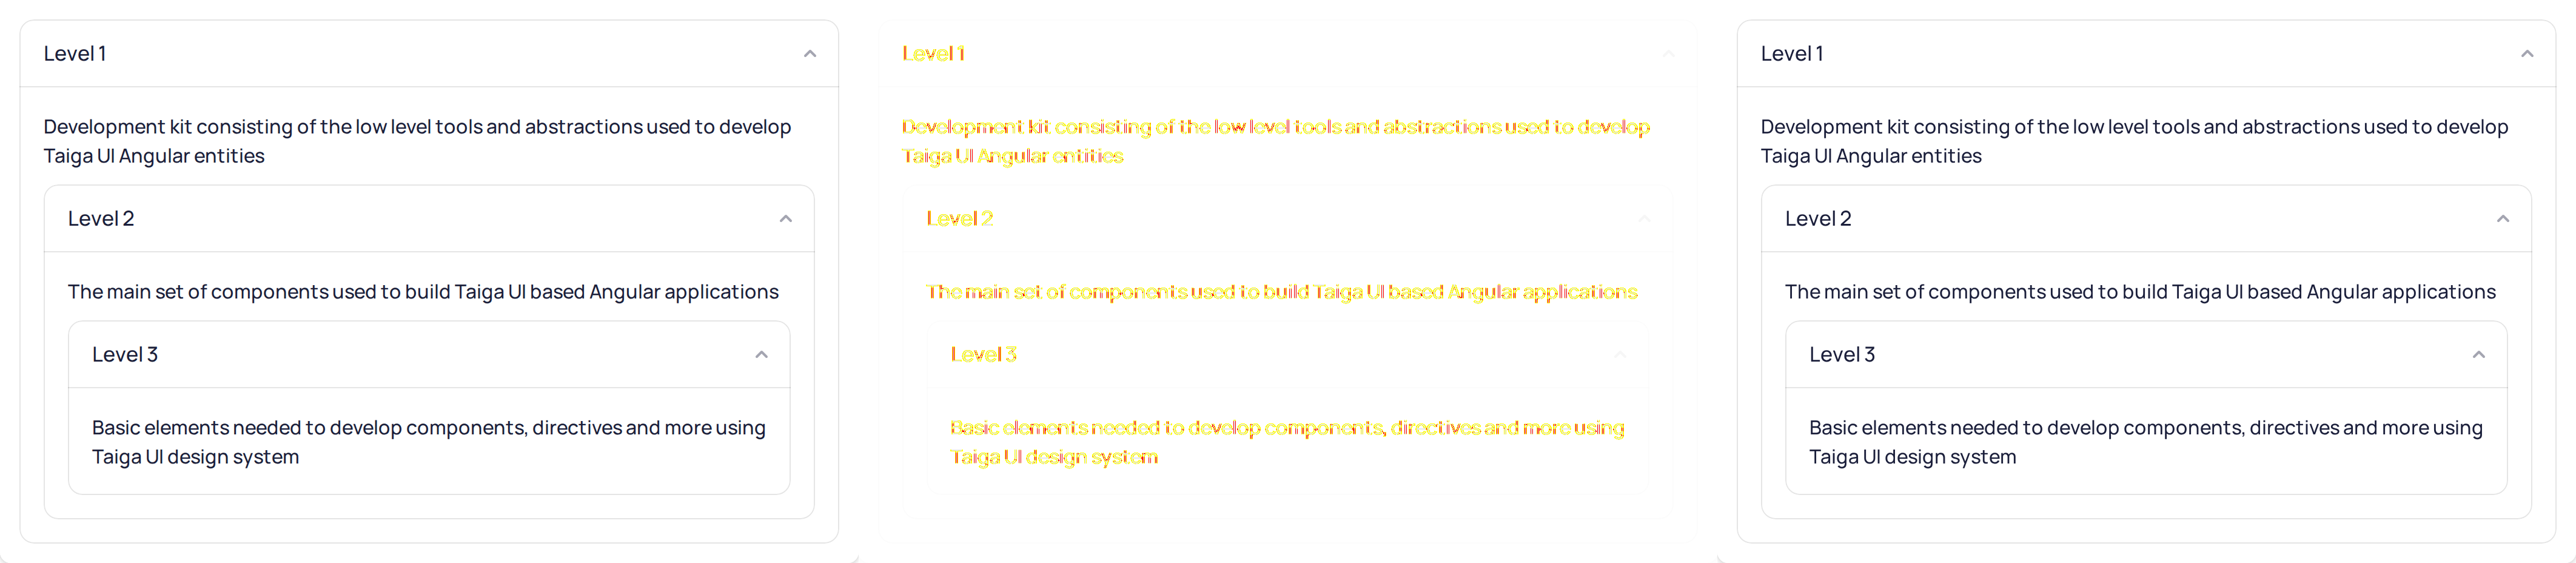 Level 1
Development kit consisting of the low level tools and abstractions used to develop
Taiga UI Angular entities
Level 2
The main set of components used to build Taiga UI based Angular applications
Level 3
Basic elements needed to develop components, directives and more using
Taiga UI design system
Level 1
Development kit consisting of the low level tools and abstractions used to develop
Taiga UI Angular entities
Level 2
The main set of components used to build Taiga UI based Angular applications
Level 3
Basic elements needed to develop components, directives and more using
Taiga UI design system
Level 1
Development kit consisting of the low level tools and abstractions used to develop
Taiga UI Angular entities
Level 2
The main set of components used to build Taiga UI based Angular applications
Level 3
Basic elements needed to develop components, directives and more using
Taiga UI design system